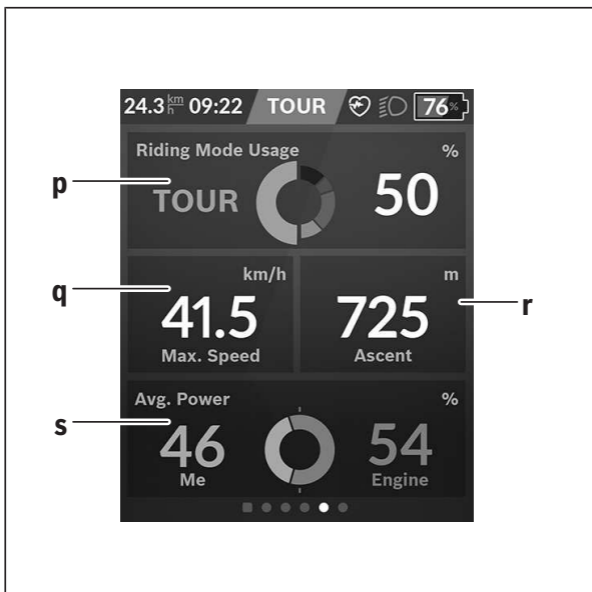 24.3 km/h 09:22 TOUR 76%
Riding Mode Usage %
p
TOUR 50
q
km/h m
41.5 725
r
Max. Speed Ascent
Avg. Power %
s
46 54
Me Engine